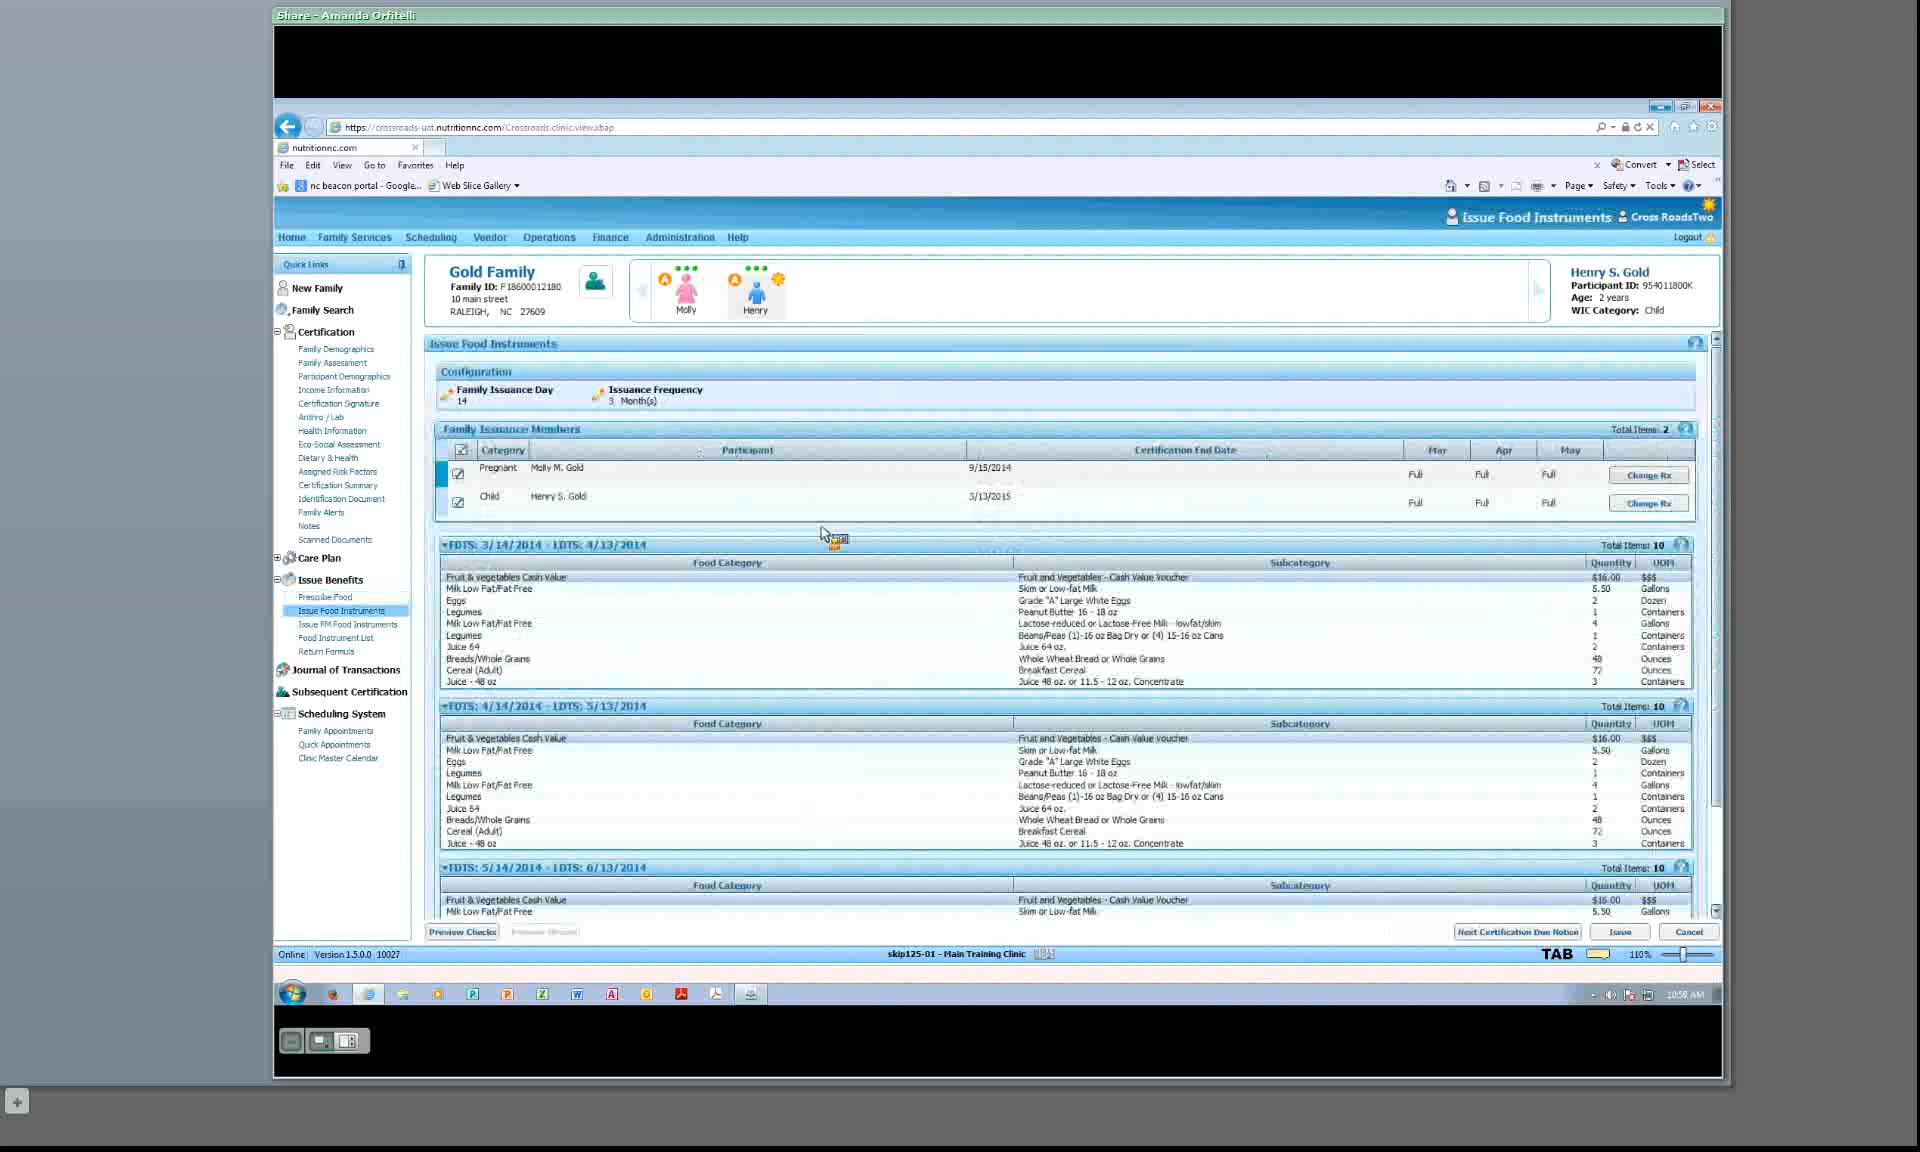 Share - Amanda Orfitelli
https://crossroads-uat.nutritionnc.com/Crossroads.clinic.view.xbap
nutritionnc.com
File Edit View Go to Favorites Help
Convert Select
nc beacon portal - Google... Web Slice Gallery
Page Safety Tools
Issue Food Instruments Cross RoadsTwo
Home Family Services Scheduling Vendor Operations Finance Administration Help
Logout
Quick Links
New Family
Family Search
Certification
Family Demographics
Family Assessment
Participant Demographics
Income Information
Certification Signature
Anthro / Lab
Health Information
Eco-Social Assessment
Dietary & Health
Assigned Risk Factors
Certification Summary
Identification Document
Family Alerts
Notes
Scanned Documents
Care Plan
Issue Benefits
Prescribe Food
Issue Food Instruments
Issue FM Food Instruments
Food Instrument List
Return Formula
Journal of Transactions
Subsequent Certification
Scheduling System
Family Appointments
Quick Appointments
Clinic Master Calendar
Gold Family
Family ID: F18600012180
10 main street
RALEIGH, NC 27609
A Molly
A Henry
Henry S. Gold
Participant ID: 954011800K
Age: 2 years
WIC Category: Child
Issue Food Instruments
Configuration
Family Issuance Day
14
Issuance Frequency
3 Month(s)
Family Issuance Members Total Items: 2
Category Participant Certification End Date Mar Apr May
Pregnant Molly M. Gold 9/15/2014 Full Full Full Change Rx
Child Henry S. Gold 3/13/2015 Full Full Full Change Rx
FDTS: 3/14/2014 - LDTS: 4/13/2014 Total Items: 10
Food Category Subcategory Quantity UOM
Fruit & Vegetables Cash Value Fruit and Vegetables - Cash Value Voucher $16.00 $$$
Milk Low Fat/Fat Free Skim or Low-fat Milk 5.50 Gallons
Eggs Grade "A" Large White Eggs 2 Dozen
Legumes Peanut Butter 16 - 18 oz 1 Containers
Milk Low Fat/Fat Free Lactose-reduced or Lactose-Free Milk - lowfat/skim 4 Gallons
Legumes Beans/Peas (1)-16 oz Bag Dry or (4) 15-16 oz Cans 1 Containers
Juice 64 Juice 64 oz. 2 Containers
Breads/Whole Grains Whole Wheat Bread or Whole Grains 48 Ounces
Cereal (Adult) Breakfast Cereal 72 Ounces
Juice - 48 oz Juice 48 oz. or 11.5 - 12 oz. Concentrate 3 Containers
FDTS: 4/14/2014 - LDTS: 5/13/2014 Total Items: 10
Food Category Subcategory Quantity UOM
Fruit & Vegetables Cash Value Fruit and Vegetables - Cash Value Voucher $16.00 $$$
Milk Low Fat/Fat Free Skim or Low-fat Milk 5.50 Gallons
Eggs Grade "A" Large White Eggs 2 Dozen
Legumes Peanut Butter 16 - 18 oz 1 Containers
Milk Low Fat/Fat Free Lactose-reduced or Lactose-Free Milk - lowfat/skim 4 Gallons
Legumes Beans/Peas (1)-16 oz Bag Dry or (4) 15-16 oz Cans 1 Containers
Juice 64 Juice 64 oz. 2 Containers
Breads/Whole Grains Whole Wheat Bread or Whole Grains 48 Ounces
Cereal (Adult) Breakfast Cereal 72 Ounces
Juice - 48 oz Juice 48 oz. or 11.5 - 12 oz. Concentrate 3 Containers
FDTS: 5/14/2014 - LDTS: 6/13/2014 Total Items: 10
Food Category Subcategory Quantity UOM
Fruit & Vegetables Cash Value Fruit and Vegetables - Cash Value Voucher $16.00 $$$
Milk Low Fat/Fat Free Skim or Low-fat Milk 5.50 Gallons
Preview Checks Next Certification Due Notice Issue Cancel
Online Version 1.5.0.0 10027 skip125-01 - Main Training Clinic TAB 110%
10:58 AM